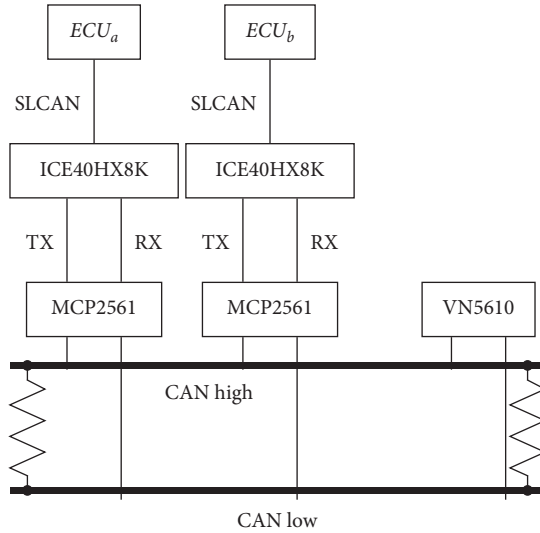 ECUa ECUb
SLCAN SLCAN
ICE40HX8K ICE40HX8K
TX RX TX RX
MCP2561 MCP2561 VN5610
CAN high
CAN low